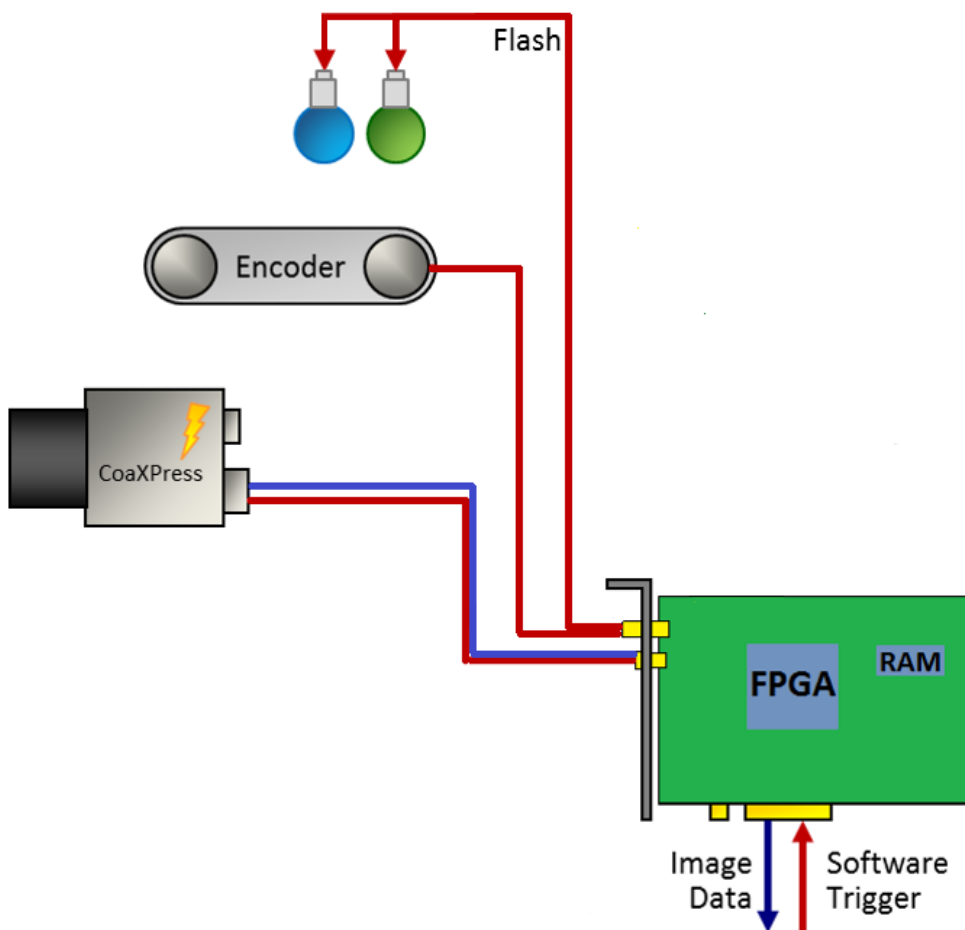 Flash
Encoder
CoaXPress
FPGA
RAM
Image
Data
Software
Trigger